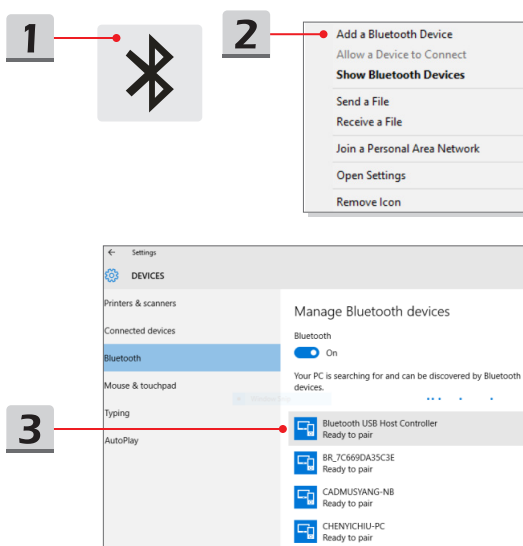 1
2
Add a Bluetooth Device
Allow a Device to Connect
Show Bluetooth Devices
Send a File
Receive a File
Join a Personal Area Network
Open Settings
Remove Icon
← Settings
DEVICES
Printers & scanners
Connected devices
Bluetooth
Mouse & touchpad
Typing
AutoPlay
Manage Bluetooth devices
Bluetooth
On
Your PC is searching for and can be discovered by Bluetooth
devices.
3
Bluetooth USB Host Controller
Ready to pair
BR_7C669DA35C3E
Ready to pair
CADMUSYANG-NB
Ready to pair
CHENYICHIU-PC
Ready to pair